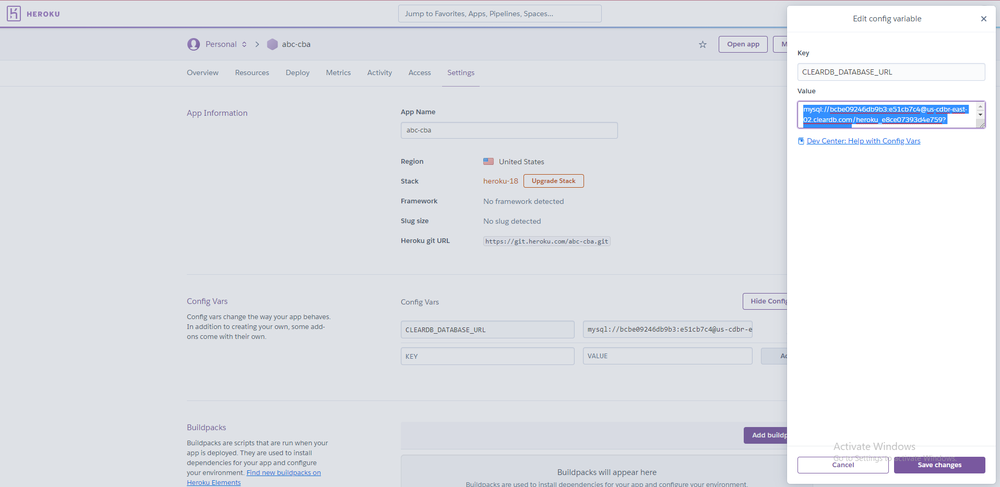 HEROKU
Jump to Favorites, Apps, Pipelines, Spaces...
Personal
abc-cba
Open app
M
Overview
Resources
Deploy
Metrics
Activity
Access
Settings
App Information
App Name
abc-cba
Region
United States
Stack
heroku-18
Upgrade Stack
Framework
No framework detected
Slug size
No slug detected
Heroku git URL
https://git.heroku.com/abc-cba.git
Config Vars
Config vars change the way your app behaves.
In addition to creating your own, some add-
ons come with their own.
Config Vars
Hide Config
CLEARDB_DATABASE_URL
mysql://bcbe09246db9b3:e51cb7c4@us-cdbr-e
KEY
VALUE
Ad
Buildpacks
Buildpacks are scripts that are run when your
app is deployed. They are used to install
dependencies for your app and configure
your environment. Find new buildpacks on
Heroku Elements
Add buildp
Buildpacks will appear here
Buildpacks are used to install dependencies for your app and configure your environment.
Edit config variable
Key
CLEARDB_DATABASE_URL
Value
mysql://bcbe09246db9b3:e51cb7c4@us-cdbr-east-
02.cleardb.com/heroku_e8ce07393d4e759?
Dev Center: Help with Config Vars
Activate Windows
Go to Settings to activate Windows.
Cancel
Save changes